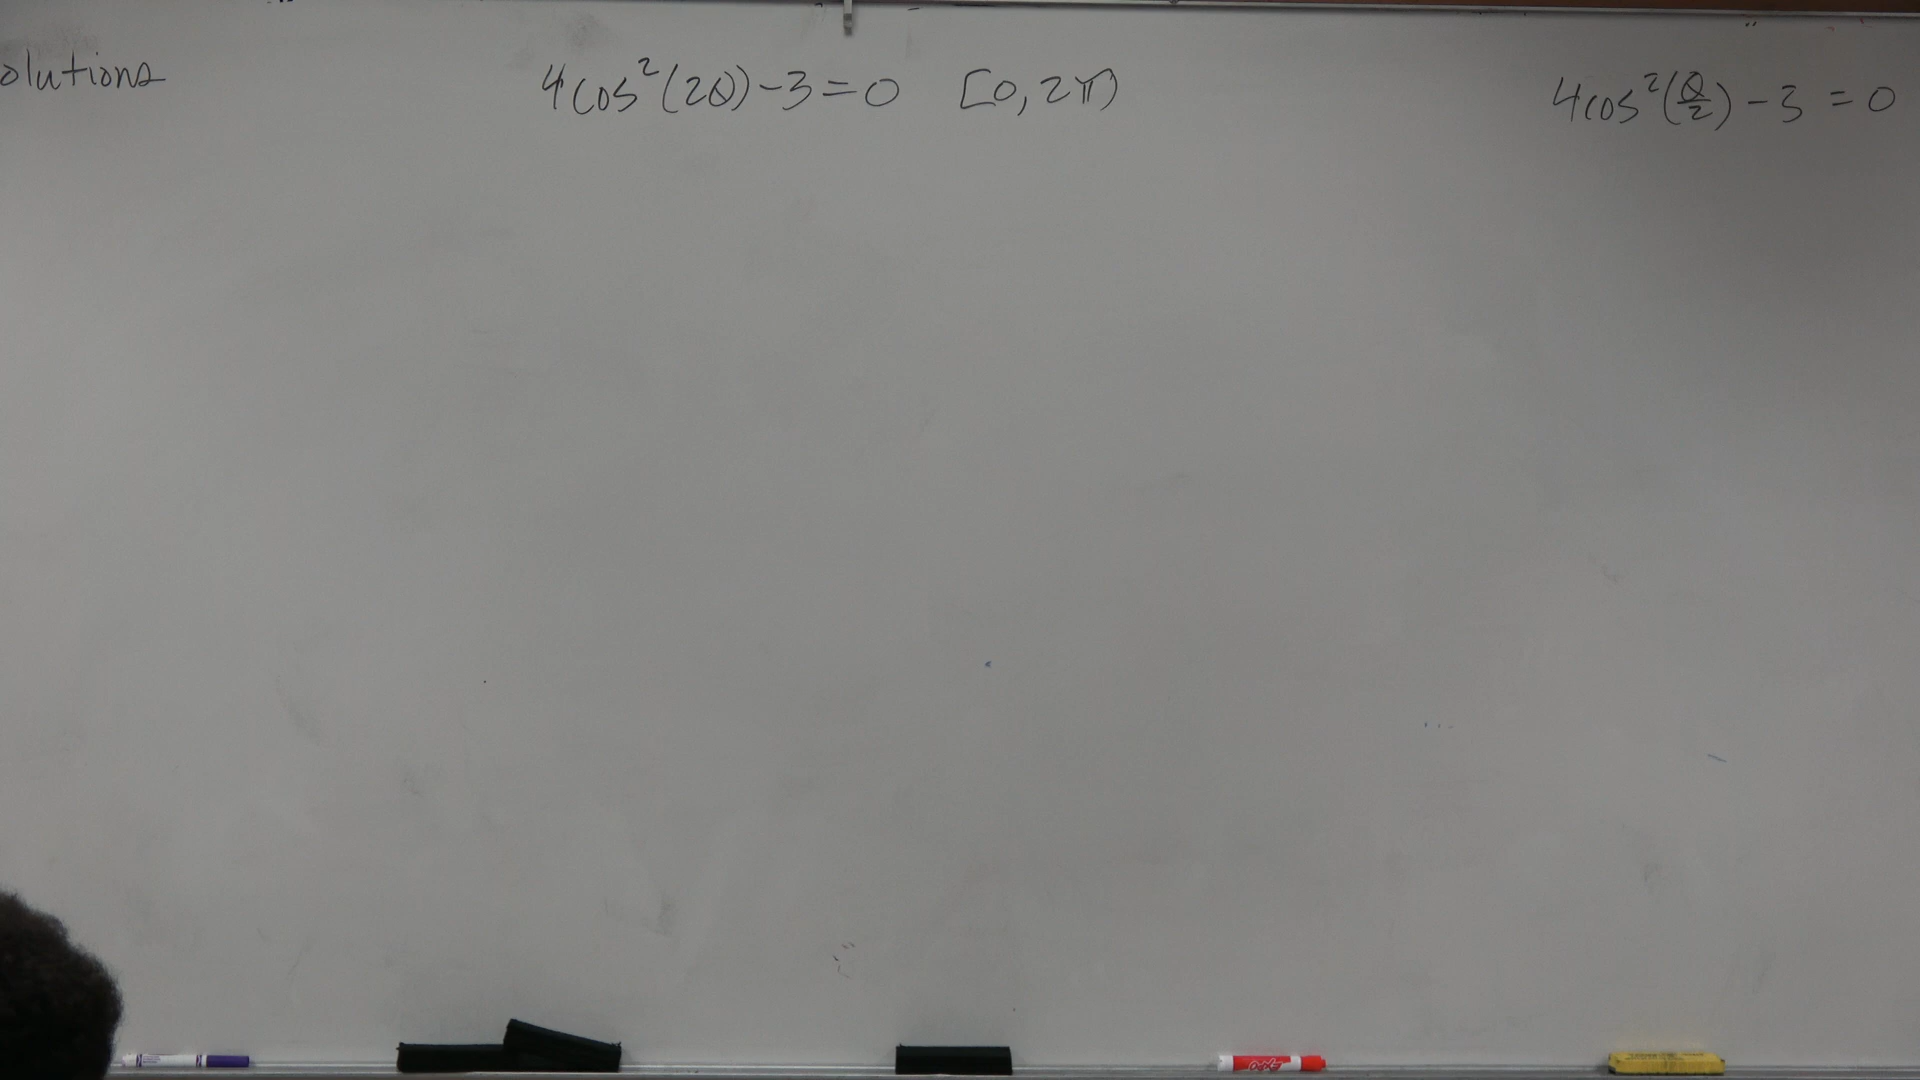 olutions
4cos²(2θ)-3=0 [0,2π)
4cos²(θ/2)-3=0